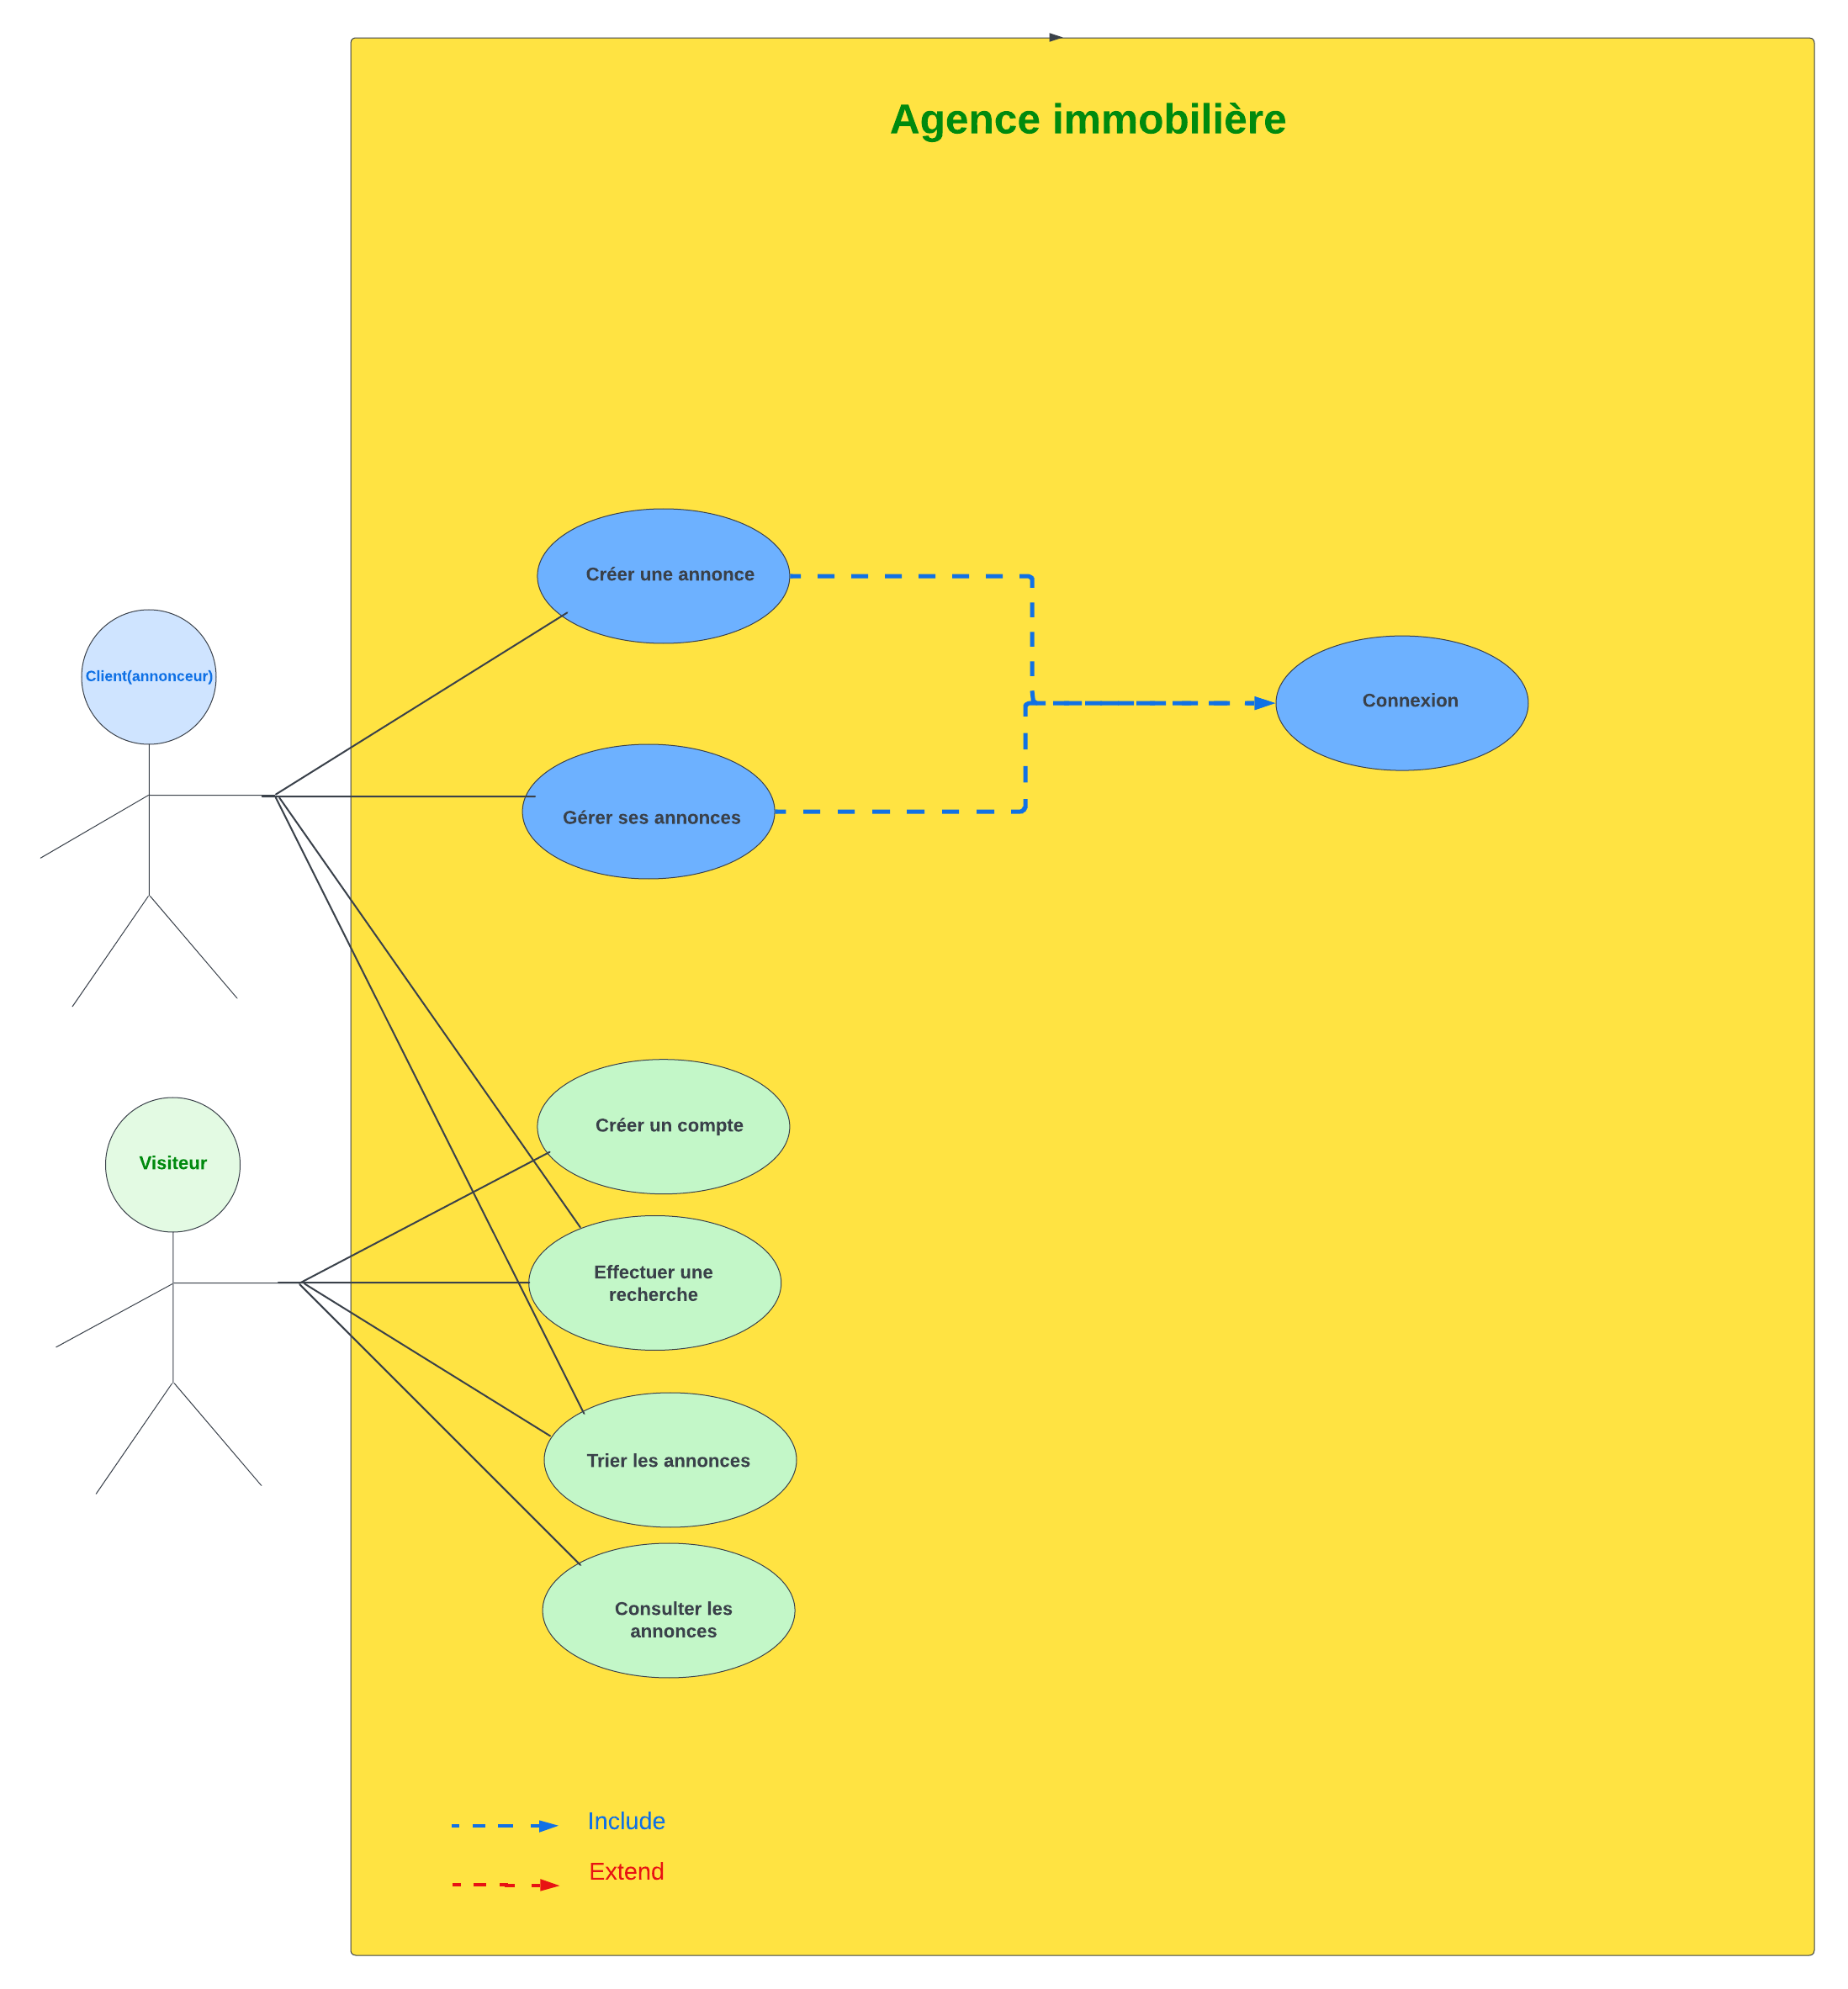 Agence immobilière
Créer une annonce
Client(annonceur)
Connexion
Gérer ses annonces
Créer un compte
Visiteur
Effectuer une
recherche
Trier les annonces
Consulter les
annonces
Include
Extend